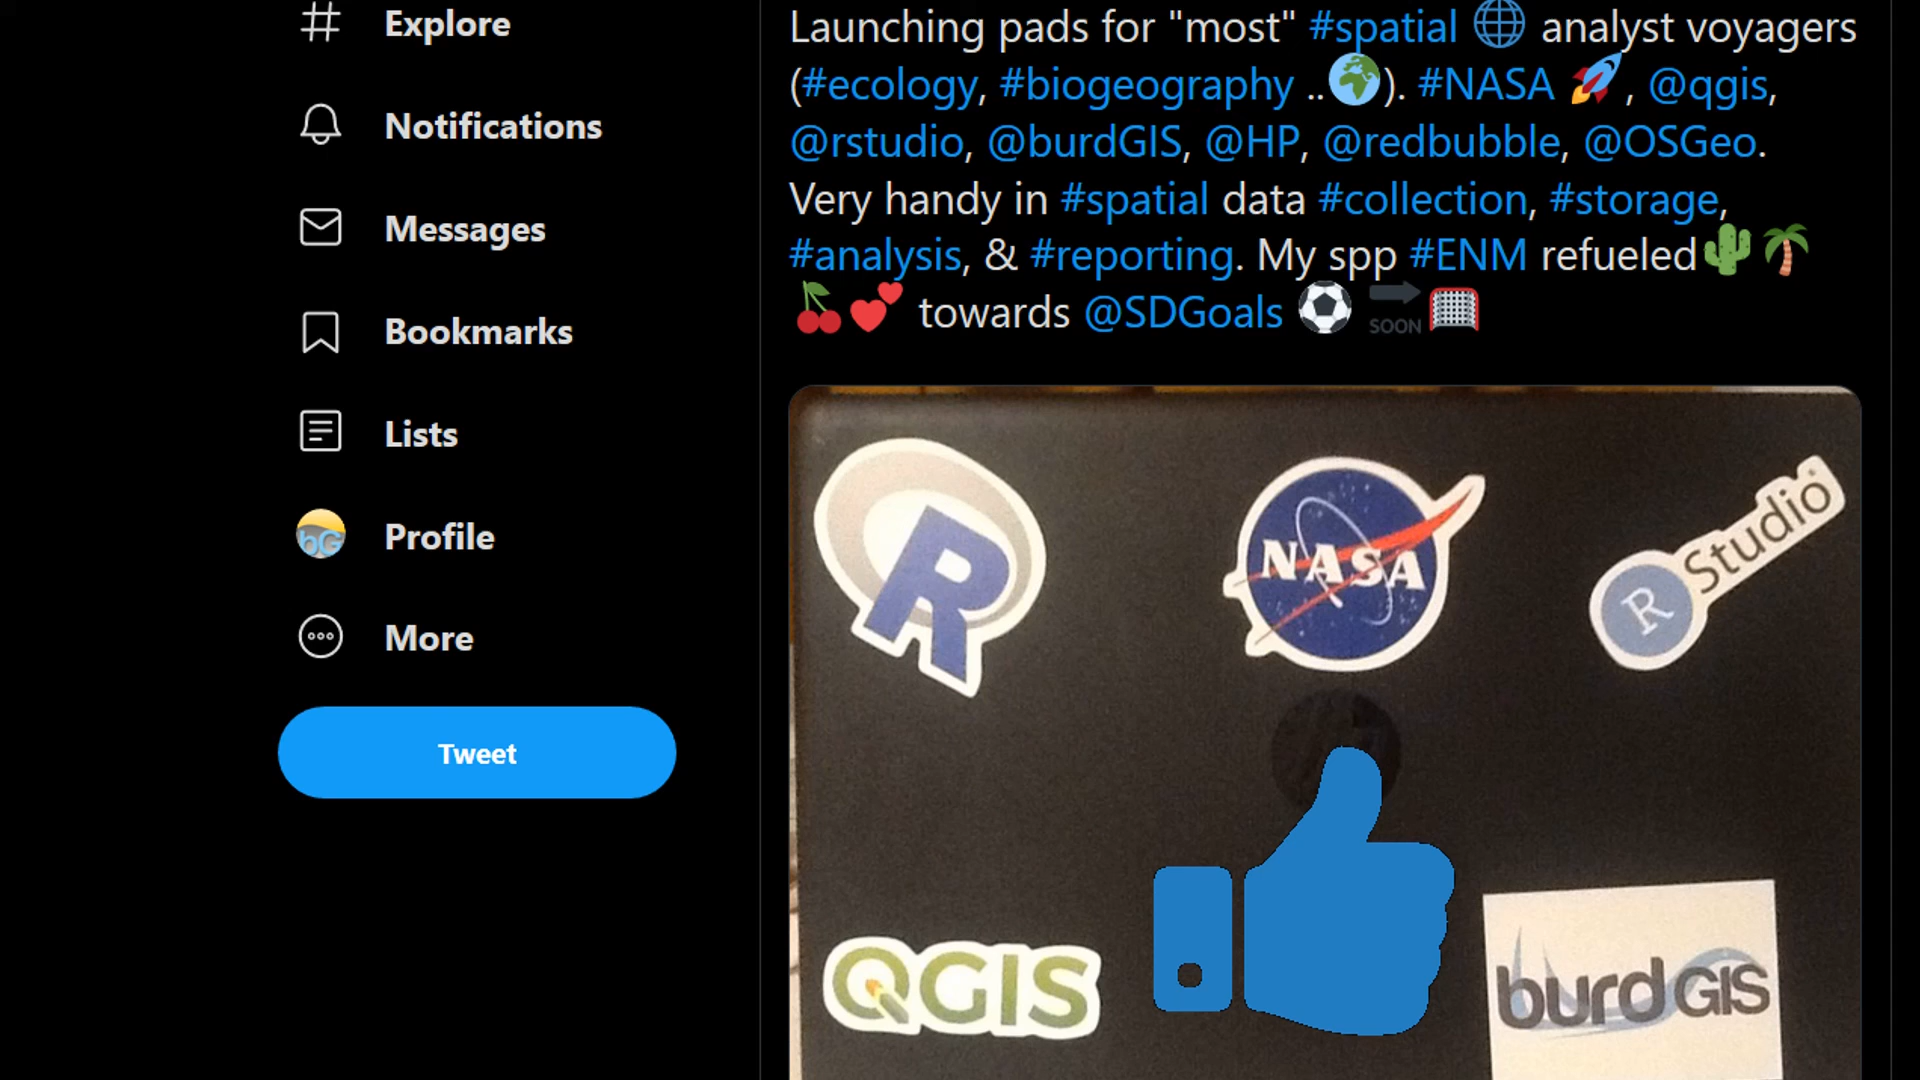 Explore
Notifications
Messages
Bookmarks
Lists
Profile
More
Tweet
Launching pads for "most" #spatial 🌐 analyst voyagers
(#ecology, #biogeography ..🌍). #NASA 🚀, @qgis,
@rstudio, @burdGIS, @HP, @redbubble, @OSGeo.
Very handy in #spatial data #collection, #storage,
#analysis, & #reporting. My spp #ENM refueled🌵🌴
🍒💕 towards @SDGoals ⚽ 🔜🥅
R
NASA
R Studio
QGIS
burdGIS
bG